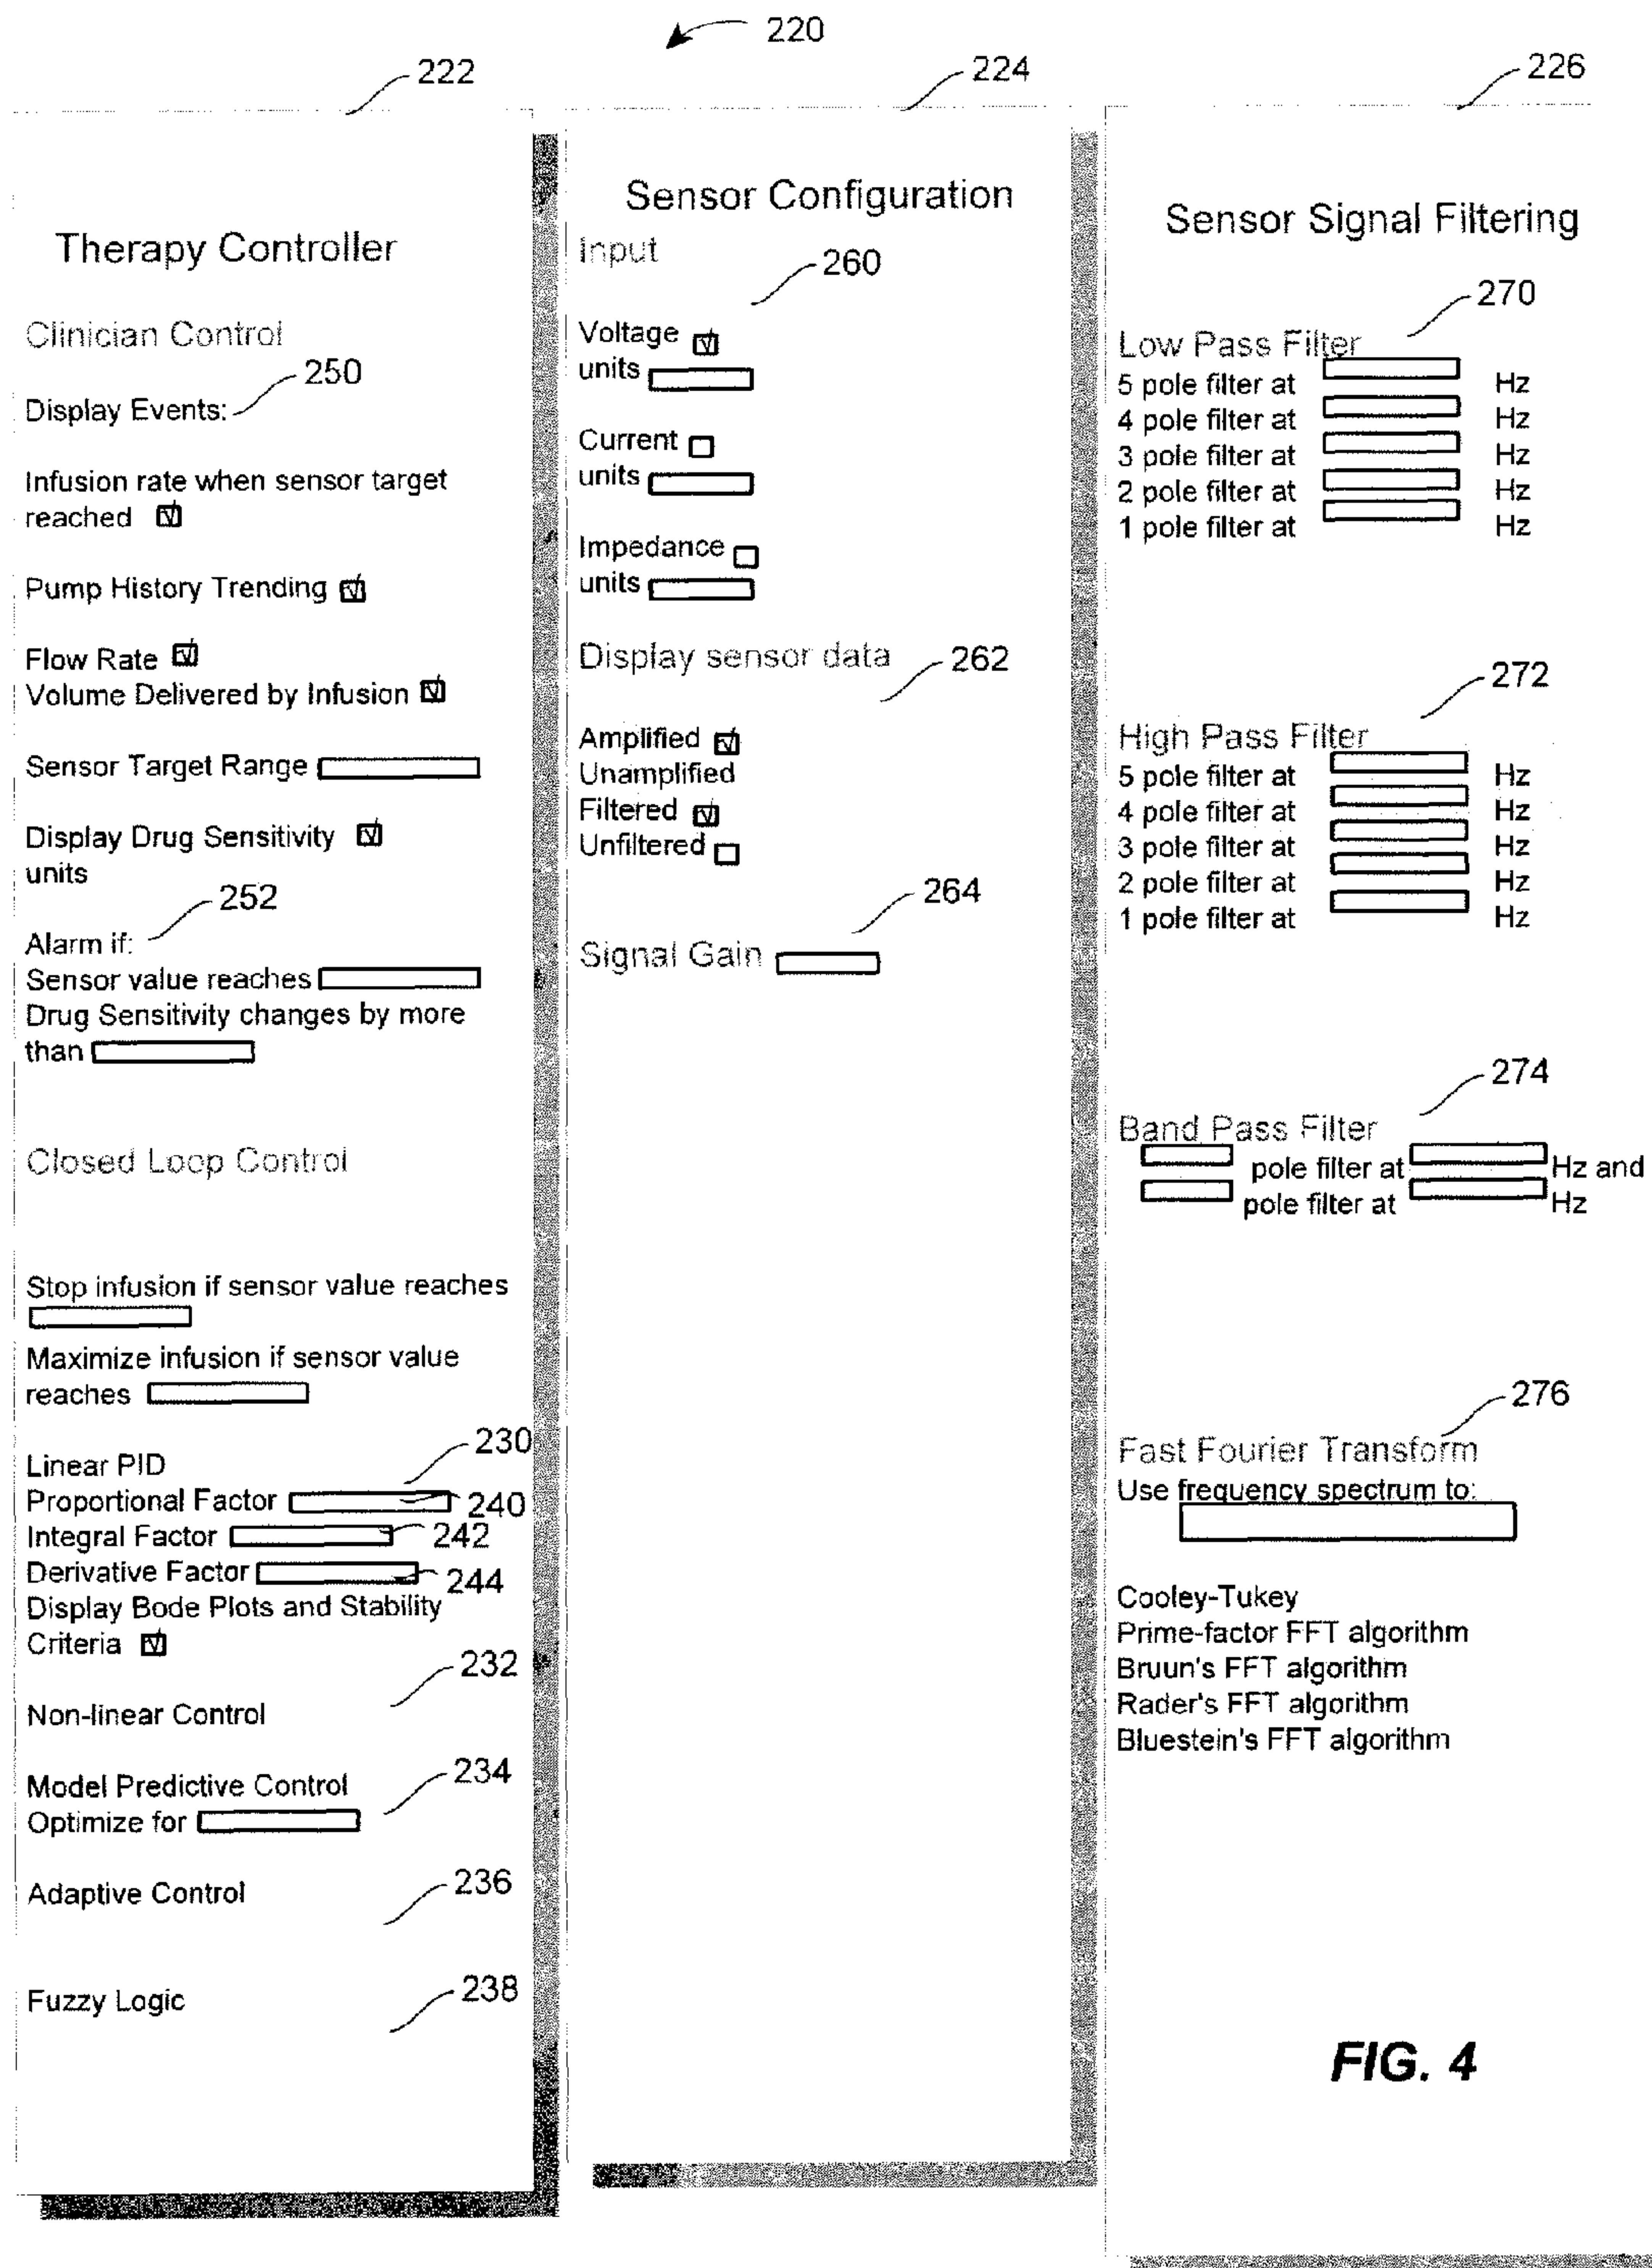 220
222
Therapy Controller
Clinician Control
250
Display Events:
Infusion rate when sensor target
reached
Pump History Trending
Flow Rate
Volume Delivered by Infusion
Sensor Target Range
Display Drug Sensitivity
units
252
Alarm if:
Sensor value reaches
Drug Sensitivity changes by more
than
Closed Loop Control
Stop infusion if sensor value reaches
Maximize infusion if sensor value
reaches
230
Linear PID
Proportional Factor 240
Integral Factor 242
Derivative Factor 244
Display Bode Plots and Stability
Criteria
232
Non-linear Control
234
Model Predictive Control
Optimize for
236
Adaptive Control
238
Fuzzy Logic
224
Sensor Configuration
Input
260
Voltage
units
Current
units
Impedance
units
Display sensor data 262
Amplified
Unamplified
Filtered
Unfiltered
264
Signal Gain
226
Sensor Signal Filtering
270
Low Pass Filter
5 pole filter at Hz
4 pole filter at Hz
3 pole filter at Hz
2 pole filter at Hz
1 pole filter at Hz
272
High Pass Filter
5 pole filter at Hz
4 pole filter at Hz
3 pole filter at Hz
2 pole filter at Hz
1 pole filter at Hz
274
Band Pass Filter
pole filter at Hz and
pole filter at Hz
276
Fast Fourier Transform
Use frequency spectrum to:
Cooley-Tukey
Prime-factor FFT algorithm
Bruun's FFT algorithm
Rader's FFT algorithm
Bluestein's FFT algorithm
FIG. 4